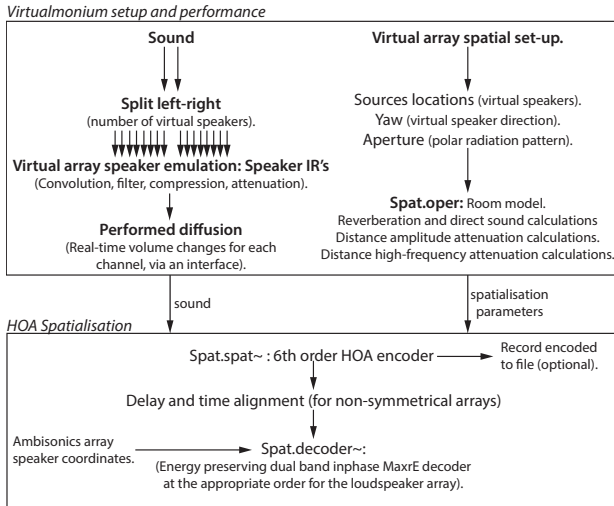 Virtualmonium setup and performance
Sound
Split left-right
(number of virtual speakers).
Virtual array speaker emulation: Speaker IR's
(Convolution, filter, compression, attenuation).
Performed diffusion
(Real-time volume changes for each
channel, via an interface).
Virtual array spatial set-up.
Sources locations (virtual speakers).
Yaw (virtual speaker direction).
Aperture (polar radiation pattern).
Spat.oper: Room model.
Reverberation and direct sound calculations
Distance amplitude attenuation calculations.
Distance high-frequency attenuation calculations.
sound
spatialisation
parameters
HOA Spatialisation
Spat.spat~ : 6th order HOA encoder
Record encoded
to file (optional).
Delay and time alignment (for non-symmetrical arrays)
Ambisonics array
speaker coordinates.
Spat.decoder~:
(Energy preserving dual band inphase MaxrE decoder
at the appropriate order for the loudspeaker array).